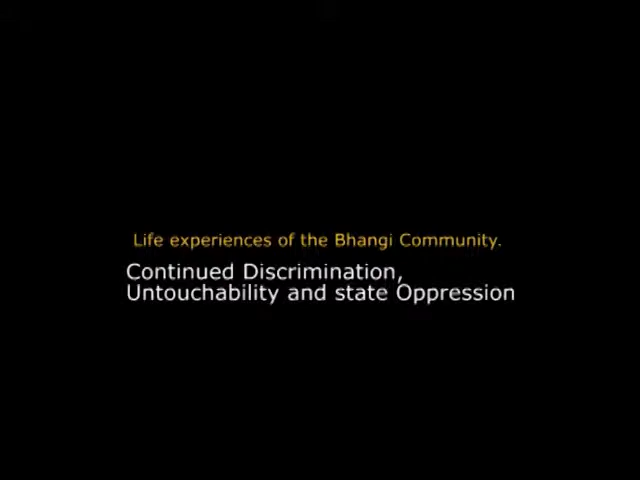 Life experiences of the Bhangi Community.
Continued Discrimination,
Untouchability and state Oppression